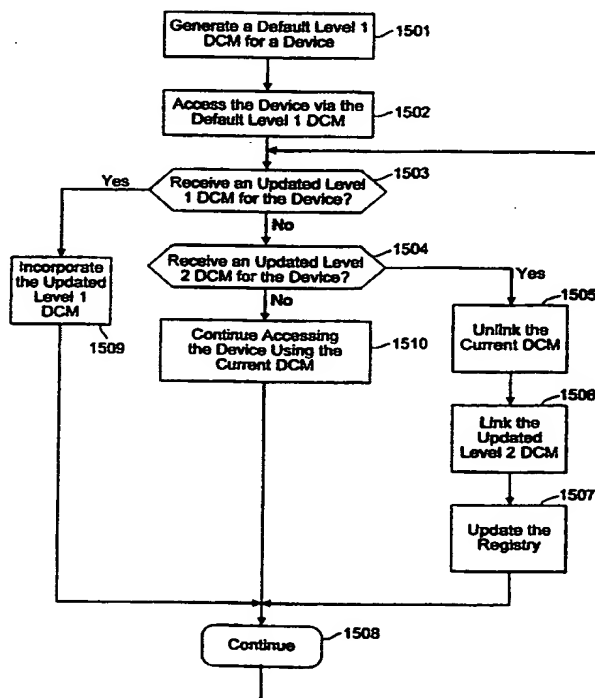 Generate a Default Level 1
DCM for a Device
1501
Access the Device via the
Default Level 1 DCM
1502
Receive an Updated Level
1 DCM for the Device?
1503
Yes
No
Receive an Updated Level
2 DCM for the Device?
1504
Yes
No
Incorporate
the Updated
Level 1
DCM
1509
Continue Accessing
the Device Using the
Current DCM
1510
1505
Unlink the
Current DCM
1506
Link the
Updated
Level 2 DCM
1507
Update the
Registry
Continue
1508